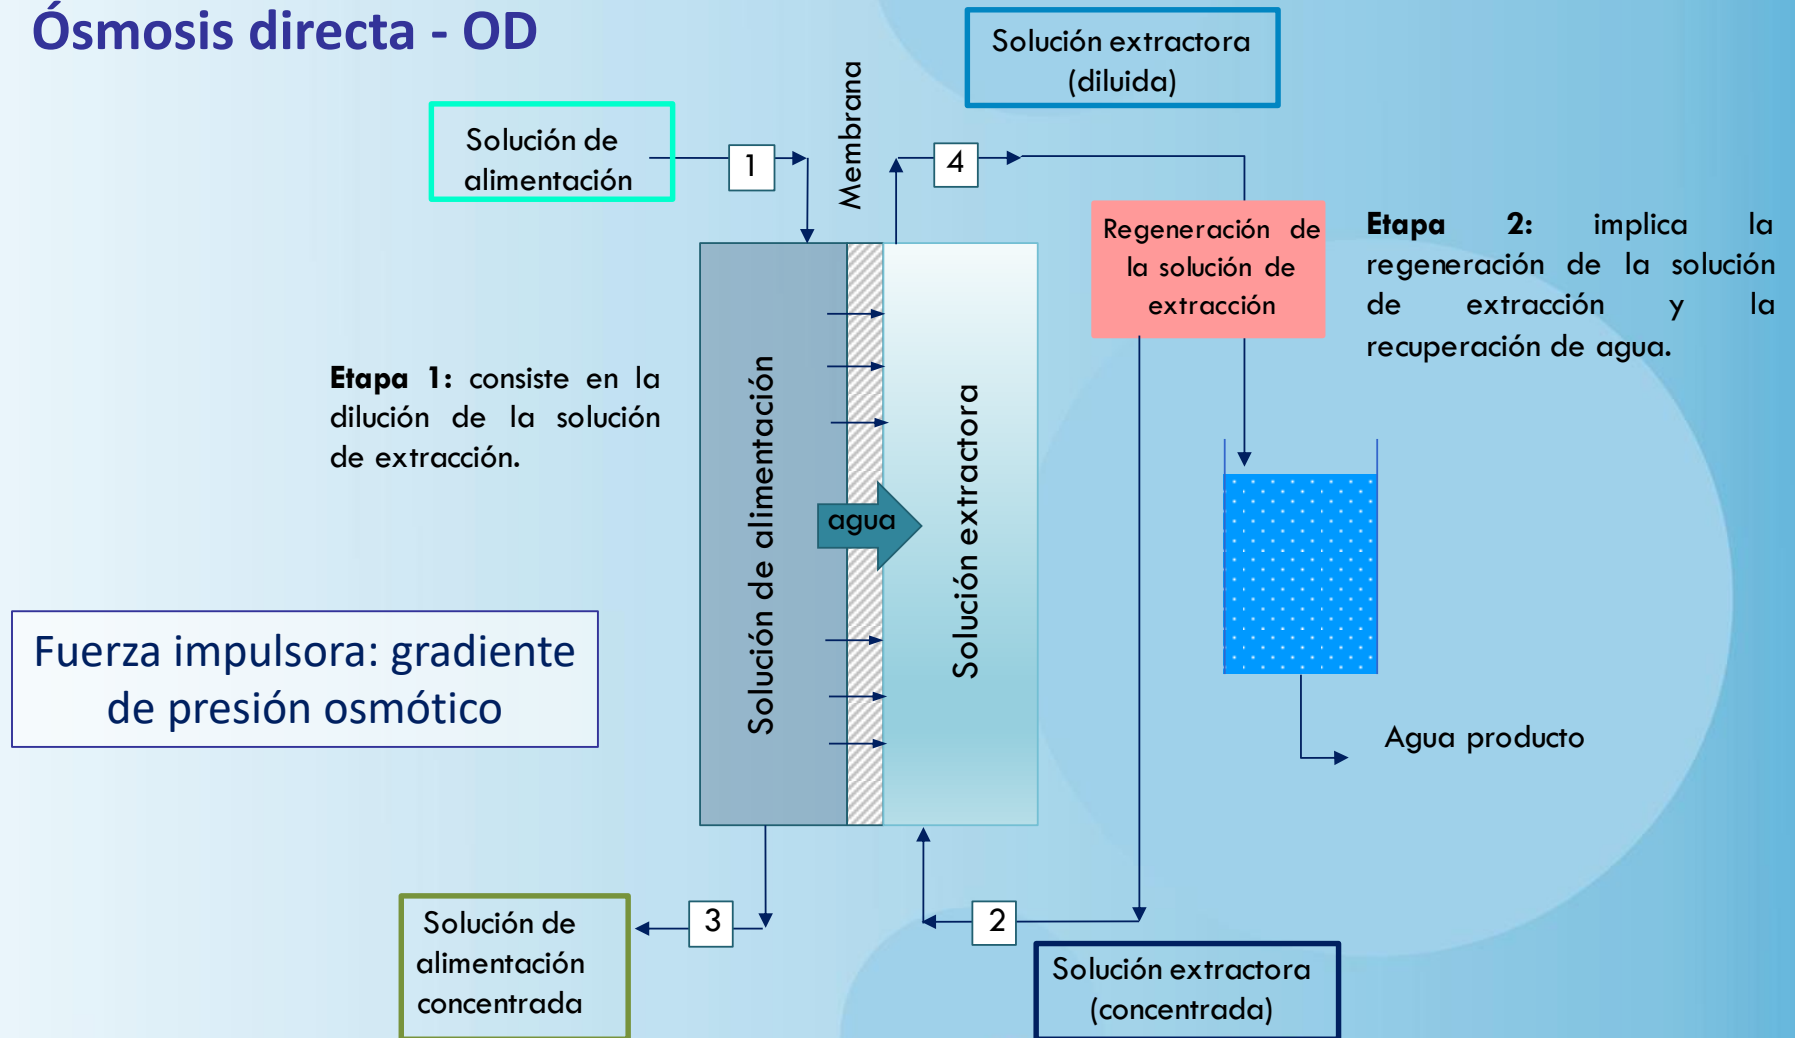 Ósmosis directa - OD
Solución extractora
(diluida)
Membrana
Solución de
alimentación
1
4
Regeneración de
la solución de
extracción
Etapa 2: implica la
regeneración de la solución
de extracción y la
recuperación de agua.
Etapa 1: consiste en la
dilución de la solución
de extracción.
Solución de alimentación
agua
Solución extractora
Fuerza impulsora: gradiente
de presión osmótico
Agua producto
3
2
Solución de
alimentación
concentrada
Solución extractora
(concentrada)